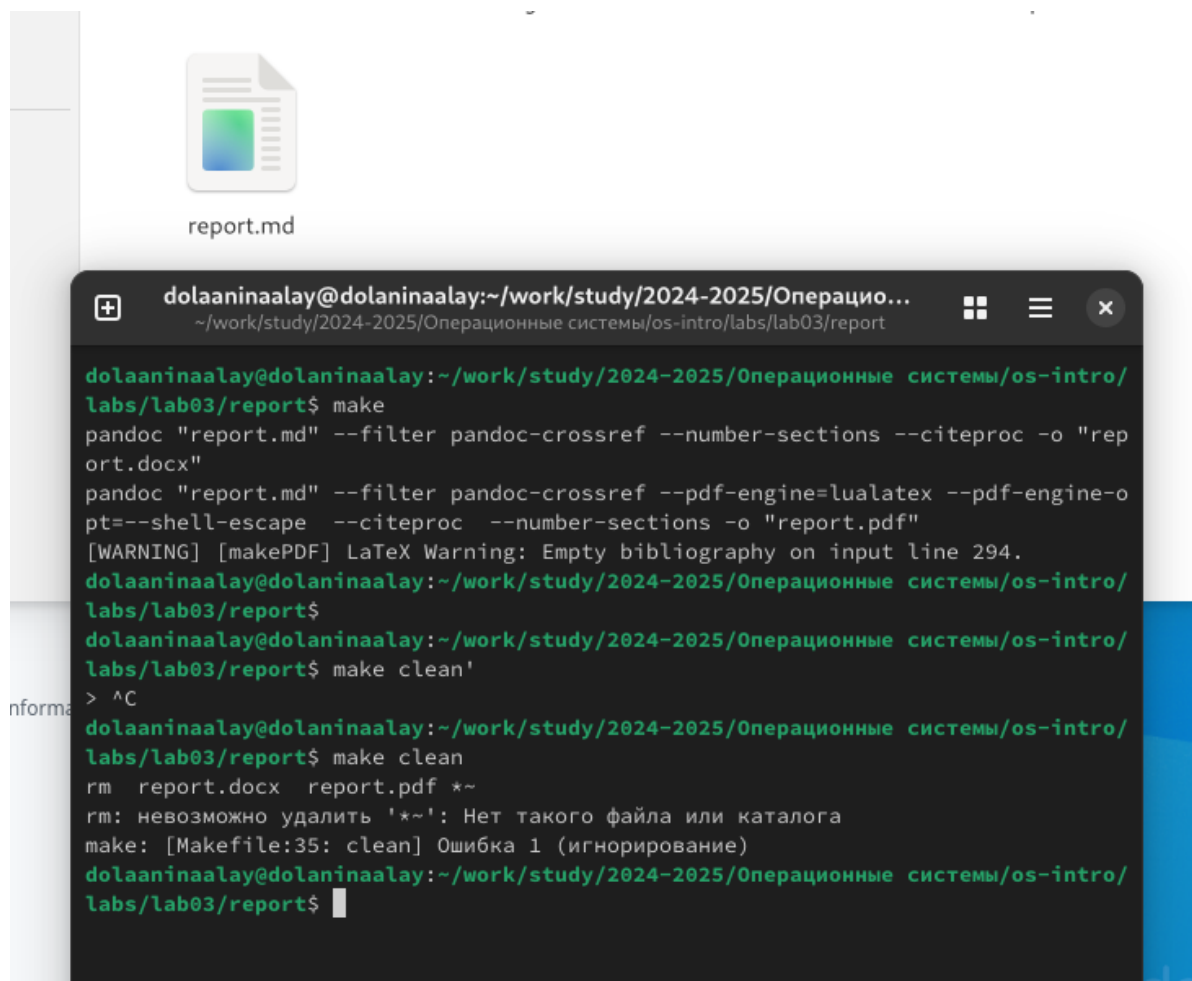 report.md
dolaaninaalay@dolaninaalay:~/work/study/2024-2025/Операцио...
~/work/study/2024-2025/Операционные системы/os-intro/labs/lab03/report
dolaaninaalay@dolaninaalay:~/work/study/2024-2025/Операционные системы/os-intro/
labs/lab03/report$ make
pandoc "report.md" --filter pandoc-crossref --number-sections --citeproc -o "rep
ort.docx"
pandoc "report.md" --filter pandoc-crossref --pdf-engine=lualatex --pdf-engine-o
pt=--shell-escape  --citeproc  --number-sections -o "report.pdf"
[WARNING] [makePDF] LaTeX Warning: Empty bibliography on input line 294.
dolaaninaalay@dolaninaalay:~/work/study/2024-2025/Операционные системы/os-intro/
labs/lab03/report$
dolaaninaalay@dolaninaalay:~/work/study/2024-2025/Операционные системы/os-intro/
labs/lab03/report$ make clean'
> ^C
nforma
dolaaninaalay@dolaninaalay:~/work/study/2024-2025/Операционные системы/os-intro/
labs/lab03/report$ make clean
rm  report.docx  report.pdf *~
rm: невозможно удалить '*~': Нет такого файла или каталога
make: [Makefile:35: clean] Ошибка 1 (игнорирование)
dolaaninaalay@dolaninaalay:~/work/study/2024-2025/Операционные системы/os-intro/
labs/lab03/report$